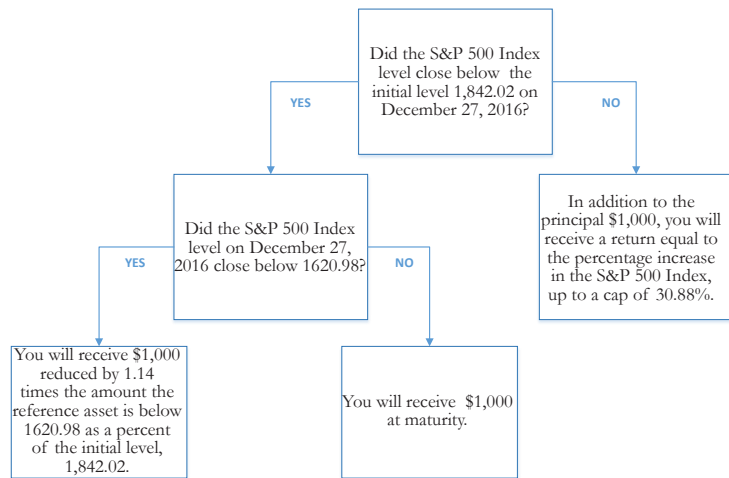 Did the S&P 500 Index
level close below the
initial level 1,842.02 on
December 27, 2016?
YES
NO
Did the S&P 500 Index
level on December 27,
2016 close below 1620.98?
In addition to the
principal $1,000, you will
receive a return equal to
the percentage increase
in the S&P 500 Index,
up to a cap of 30.88%.
YES
NO
You will receive $1,000
reduced by 1.14
times the amount the
reference asset is below
1620.98 as a percent
of the initial level,
1,842.02.
You will receive $1,000
at maturity.